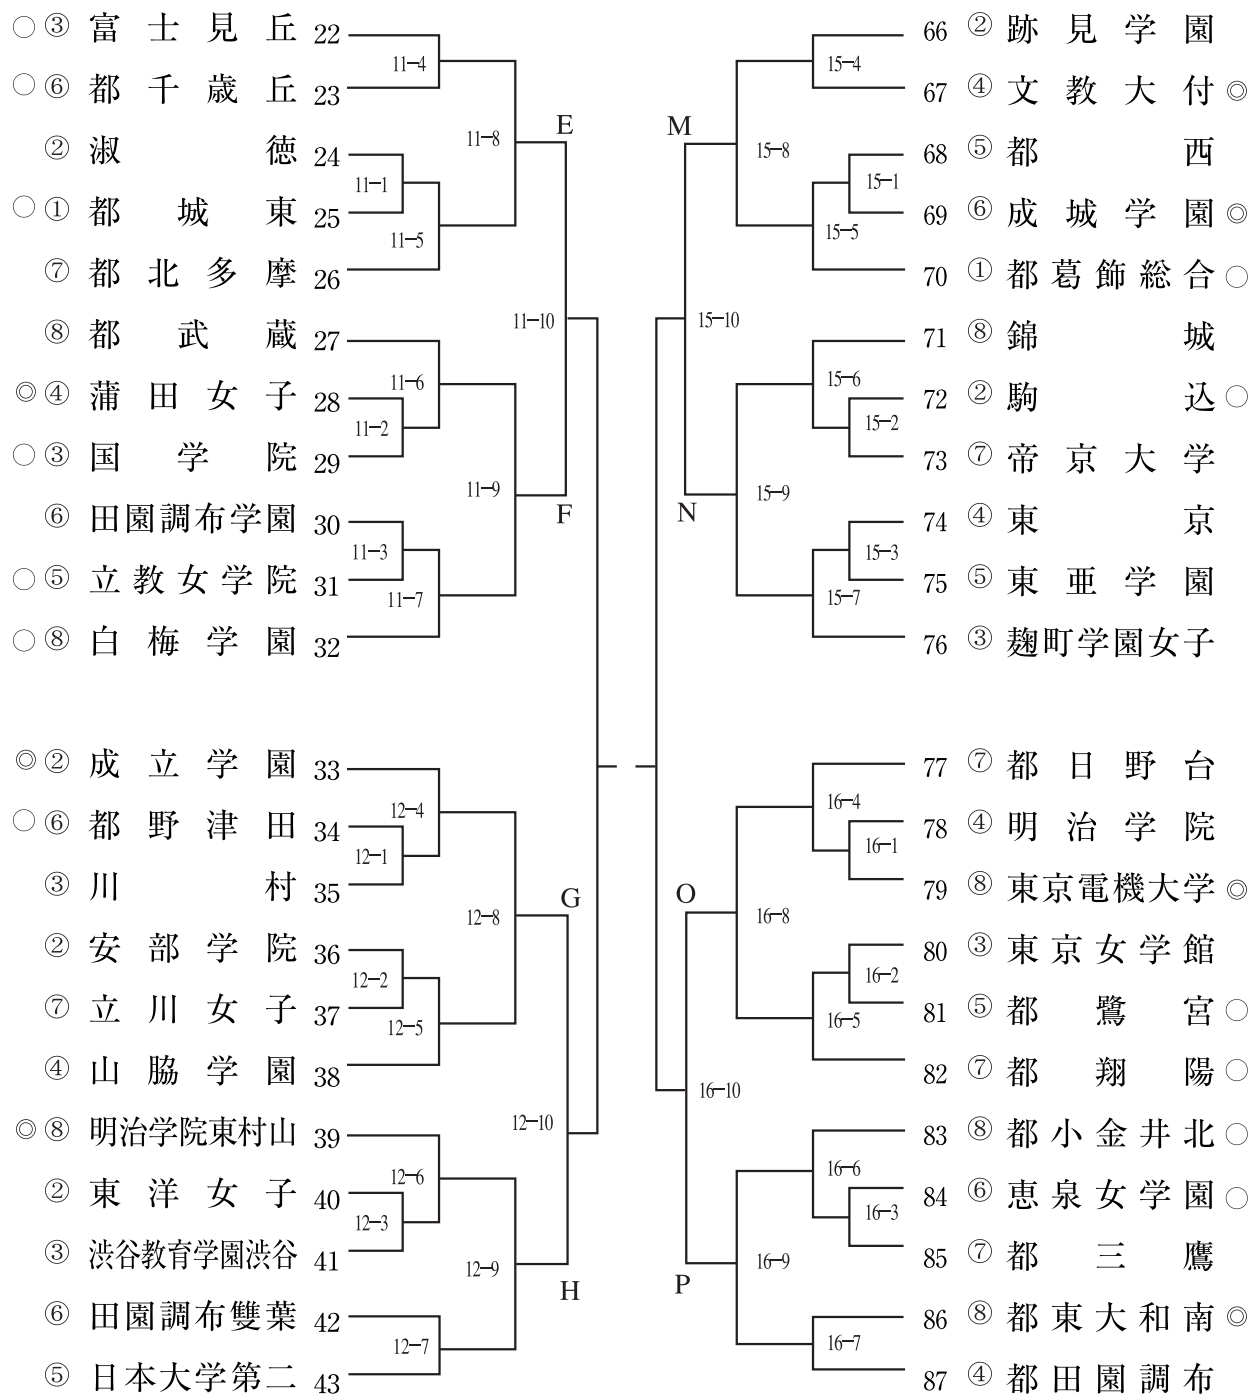 ○ ③ 富士見丘 22
○ ⑥ 都千歳丘 23
② 淑徳 24
○ ① 都城東 25
⑦ 都北多摩 26
⑧ 都武蔵 27
◎ ④ 蒲田女子 28
○ ③ 国学院 29
⑥ 田園調布学園 30
○ ⑤ 立教女学院 31
○ ⑧ 白梅学園 32
11-4
11-8
11-1
11-5
11-10
11-6
11-2
11-9
11-3
11-7
E
F
◎ ② 成立学園 33
○ ⑥ 都野津田 34
③ 川村 35
② 安部学院 36
⑦ 立川女子 37
④ 山脇学園 38
◎ ⑧ 明治学院東村山 39
② 東洋女子 40
③ 渋谷教育学園渋谷 41
⑥ 田園調布雙葉 42
⑤ 日本大学第二 43
12-4
12-1
12-8
12-2
12-5
12-10
12-6
12-3
12-9
12-7
G
H
66 ② 跡見学園
67 ④ 文教大付 ◎
68 ⑤ 都西
69 ⑥ 成城学園 ◎
70 ① 都葛飾総合 ○
71 ⑧ 錦城
72 ② 駒込 ○
73 ⑦ 帝京大学
74 ④ 東京
75 ⑤ 東亜学園
76 ③ 麹町学園女子
M
N
15-4
15-8
15-1
15-5
15-10
15-6
15-2
15-9
15-3
15-7
77 ⑦ 都日野台
78 ④ 明治学院
79 ⑧ 東京電機大学 ◎
80 ③ 東京女学館
81 ⑤ 都鷺宮 ○
82 ⑦ 都翔陽 ○
83 ⑧ 都小金井北 ○
84 ⑥ 恵泉女学園 ○
85 ⑦ 都三鷹
86 ⑧ 都東大和南 ◎
87 ④ 都田園調布
O
P
16-4
16-1
16-8
16-2
16-5
16-10
16-6
16-3
16-9
16-7